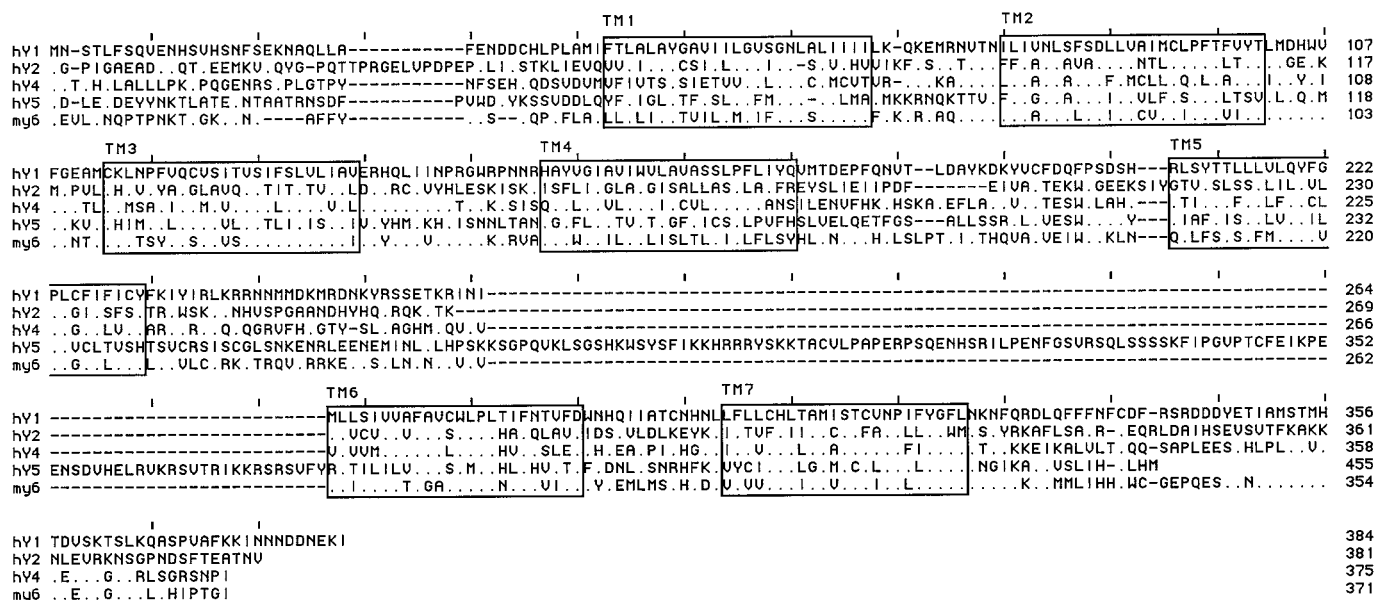 TM1 TM2
hY1 MN-STLFSQVENHSVHSNFSEKNAQLLA-----------FENDDCHLPLAMIFTLALAYGAVIILGVSGNLALIIIILK-QKEMRNVTNILIVNLSFSDLLVAIMCLPFTFVYTLMDHWV 107
hY2 .G-PIGAEAD..QT.EEMKV.QYG-PQTTPRGELVPDPEP.LI.STKLIEVQVV.I...CSI.L....-S.V.HVVIKF.S..T...FF.A..AVA...NTL....LT...GE.K 117
hY4 ..T.H.LALLLPK.PQGENRS.PLGTPY-----------NFSEH.QDSVDVMVFIVTS.SIETVV..L...C.MCVTVR-..KA.....A...A...F.MCLL.Q.L.A...I..Y.I 108
hY5 .D-LE.DEYYNKTLATE.NTAATRNSDF-----------PVWD.YKSSVDDLQYF.IGL.TF.SL..FM...-..LMA.MKKRNQKTTV.F..G..A...I..VLF.S...LTSV.L.Q.M 118
my6 .EVL.NQPTPNKT.GK..N.----AFFY-----------..S--.QP.FLA.LL.LI..TVIL.M.IF...S.....F.K.R.AQ.....A...L..I...CV..I...VI......... 103
TM3 TM4 TM5
hY1 FGEAMCKLNPFVQCVSITVSIFSLVLIAVERHQLIINPRGWRPNNRHAYVGIAVIWVLAVASSLPFLIYQVMTDEPFQNVT-LDAYKDKYVCFDQFPSDSH---RLSYTTLLLVLQYFG 222
hY2 M.PVL.H.V.YA.GLAVQ..TIT.TV..L..D..RC.VYHLESKISK.ISFLI.GLA.GISALLAS.LA.FREYSLIEIIPDF-------EIVA.TEKW.GEEKSIYGTV.SLSS.LIL.VL 230
hY4 ..TL...MSA.I..M.V....L....V.L.........T..K.SISQ..L..VL...I.CVL....ANSILENVFHK.HSKA.EFLA..V..TESW.LAH.---.TI...F..LF..CL 225
hY5 .KV..HIM..L....VL..TLI.IS..IV.YHM.KH.ISNNLTAN.G.FL..TV.T.GF.ICS.LPVFHSLVELQETFGS---ALLSSR.L.VESW...Y---.IAF.IS..LV...IL 232
my6 .NT....TSY..S..VS...........I...Y...V.....K.RVA...W..IL..LISLTL.I.LFLSYHL.N...H.LSLPT.I.THQVA.VEIW..KLN---Q.LFS.S.FM....V 220
hY1 PLCFIFICYFKIYIRLKRRNNMMDKMRDNKYRSSETKRINI------------------------------------------------------------------------------ 264
hY2 ..GI.SFS.TR.WSK..NHVSPGAANDHYHQ.RQK.TK--------------------------------------------------------------------------------- 269
hY4 ..G..LV..AR..R..Q.QGRVFH.GTY-SL.AGHM.QV.V------------------------------------------------------------------------------ 266
hY5 ..VCLTVSHTSVCRSISCGLSNKENRLEENEMINL.LHPSKKSGPQVKLSGSHKWSYSFIKKHRRRYSKKTACVLPAPERPSQENHSRILPENFGSVRSQLSSSSKFIPGVPTCFEIKPE 352
my6 ..G..L...L..VLC.RK.TRQV.RRKE..S.LN.N..V.V------------------------------------------------------------------------------ 262
TM6 TM7
hY1 --------------------------MLLSIVVAFAVCWLPLTIFNTVFDWNHQIIATCNHNLLFLLCHLTAMISTCVNPIFYGFLNKNFQRDLQFFFNFCDF-RSRDDDYETIAMSTMH 356
hY2 --------------------------..VCV..V...S....HA.QLAV.IDS.VLDLKEYK.I.TVF.II..C..FA..LL..WM.S.YRKAFLSA.R-.EQRLDAIHSEVSVTFKAKK 361
hY4 --------------------------V.VVM.....L....HV..SLE.H.EA.PI.HG..I..V...L..A.....FI.....T..KKEIKALVLT.QQ-SAPLEES.HLPL..V. 358
hY5 ENSDVHELRVKRSVTRIKKRSRSVFYR.TILILV...S.M..HL.HV.T.F.DNL.SNRHFK.VYCI...LG.M.C.L..L...L...NGIKA..VSLIH-.LHM 455
my6 --------------------------..I....T.GA....N...VI..Y.EMLMS.H.D.V.VV...I..V...I..L.........K..MMLIHH.WC-GEPQES..N....... 354
hY1 TDVSKTSLKQASPVAFKKINNNDDNEKI 384
hY2 NLEVRKNSGPNDSFTEATNV 381
hY4 .E...G..RLSGRSNPI 375
my6 ..E..G...L.HIPTGI 371